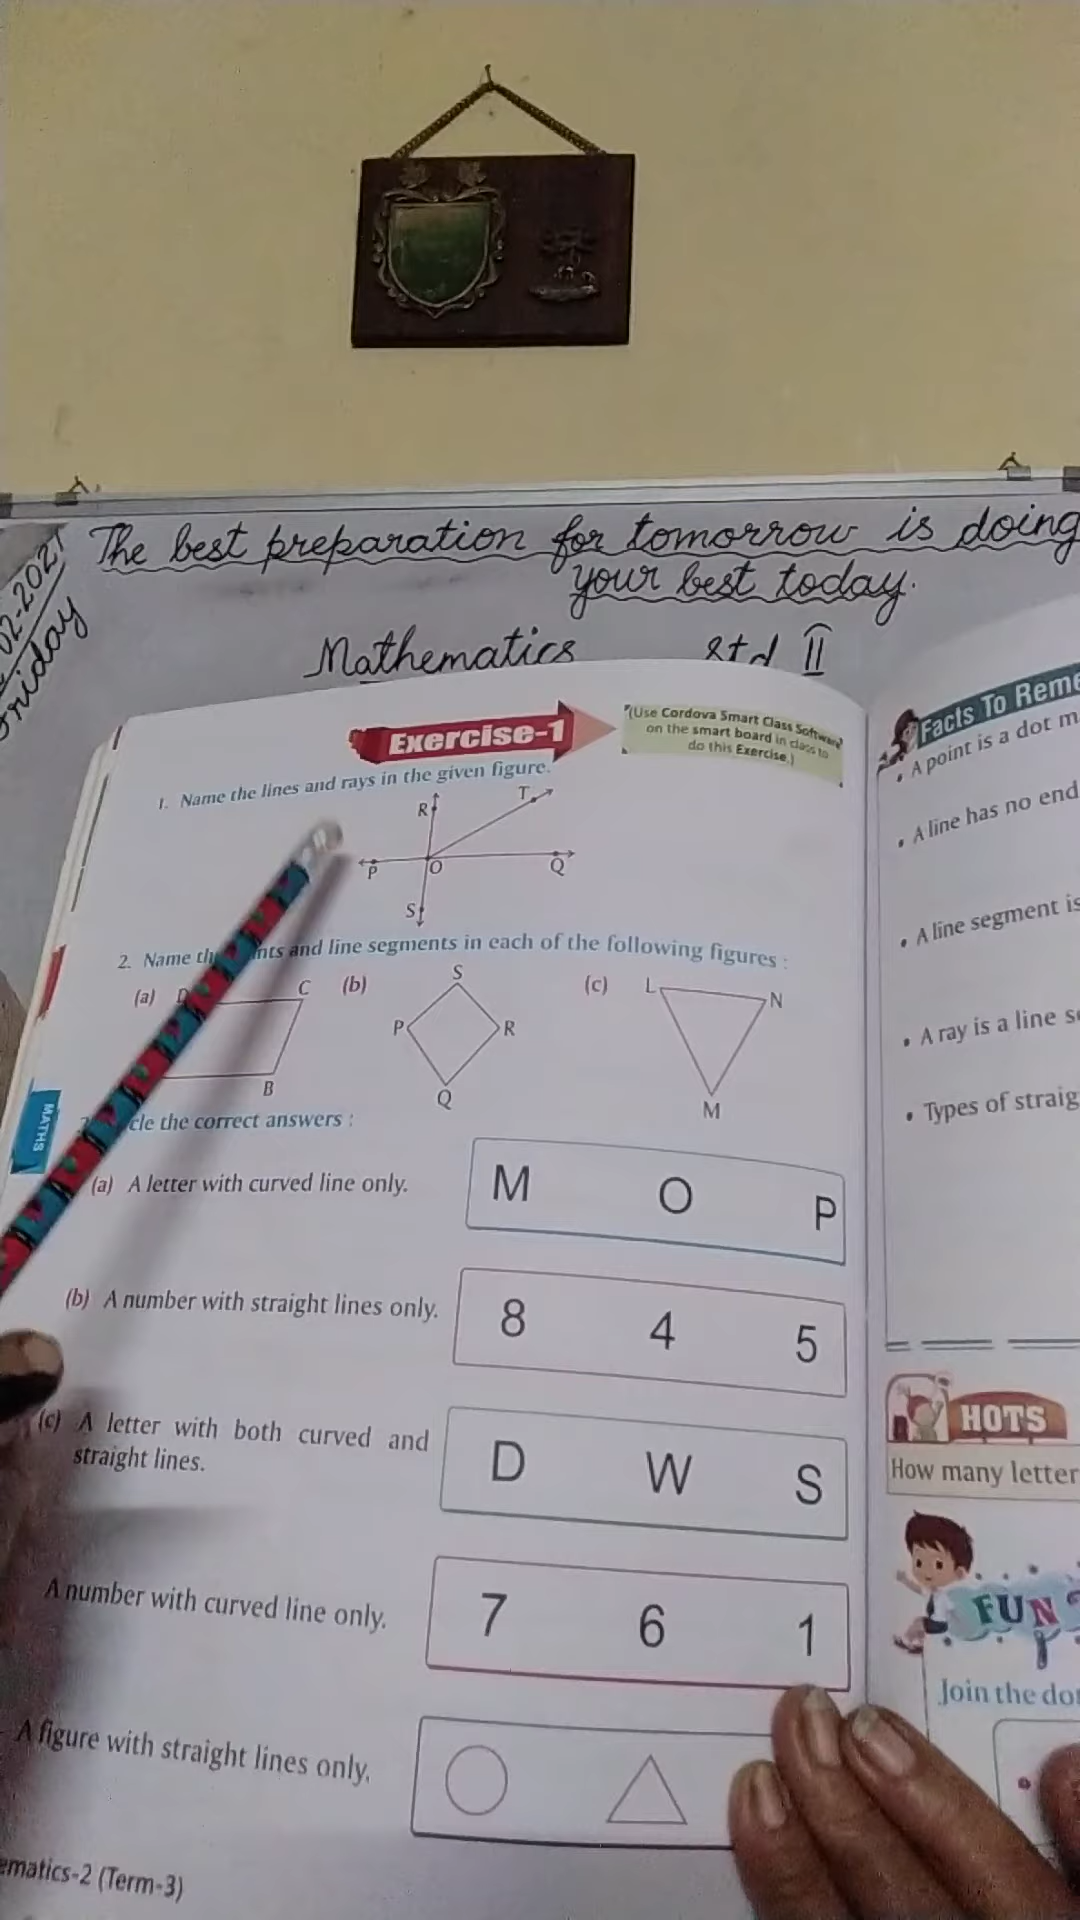 The best preparation for tomorrow is doing
your best today.
02-2021
Mathematics Std II
Exercise-1
(Use Cordova Smart Class Software
on the smart board in class to
do this Exercise.)
1. Name the lines and rays in the given figure.
R T
P O Q
S
2. Name and line segments in each of the following figures :
(a) C (b) S (c) L N
P R
B Q M
the correct answers :
MATHS
(a) A letter with curved line only. M O P
(b) A number with straight lines only. 8 4 5
(c) A letter with both curved and
straight lines. D W S
A number with curved line only. 7 6 1
A figure with straight lines only.
ematics-2 (Term-3)
Facts To Reme
• A point is a dot m
• A line has no end
• A line segment is
• A ray is a line se
• Types of straig
HOTS
How many letter
FUN
Join the do